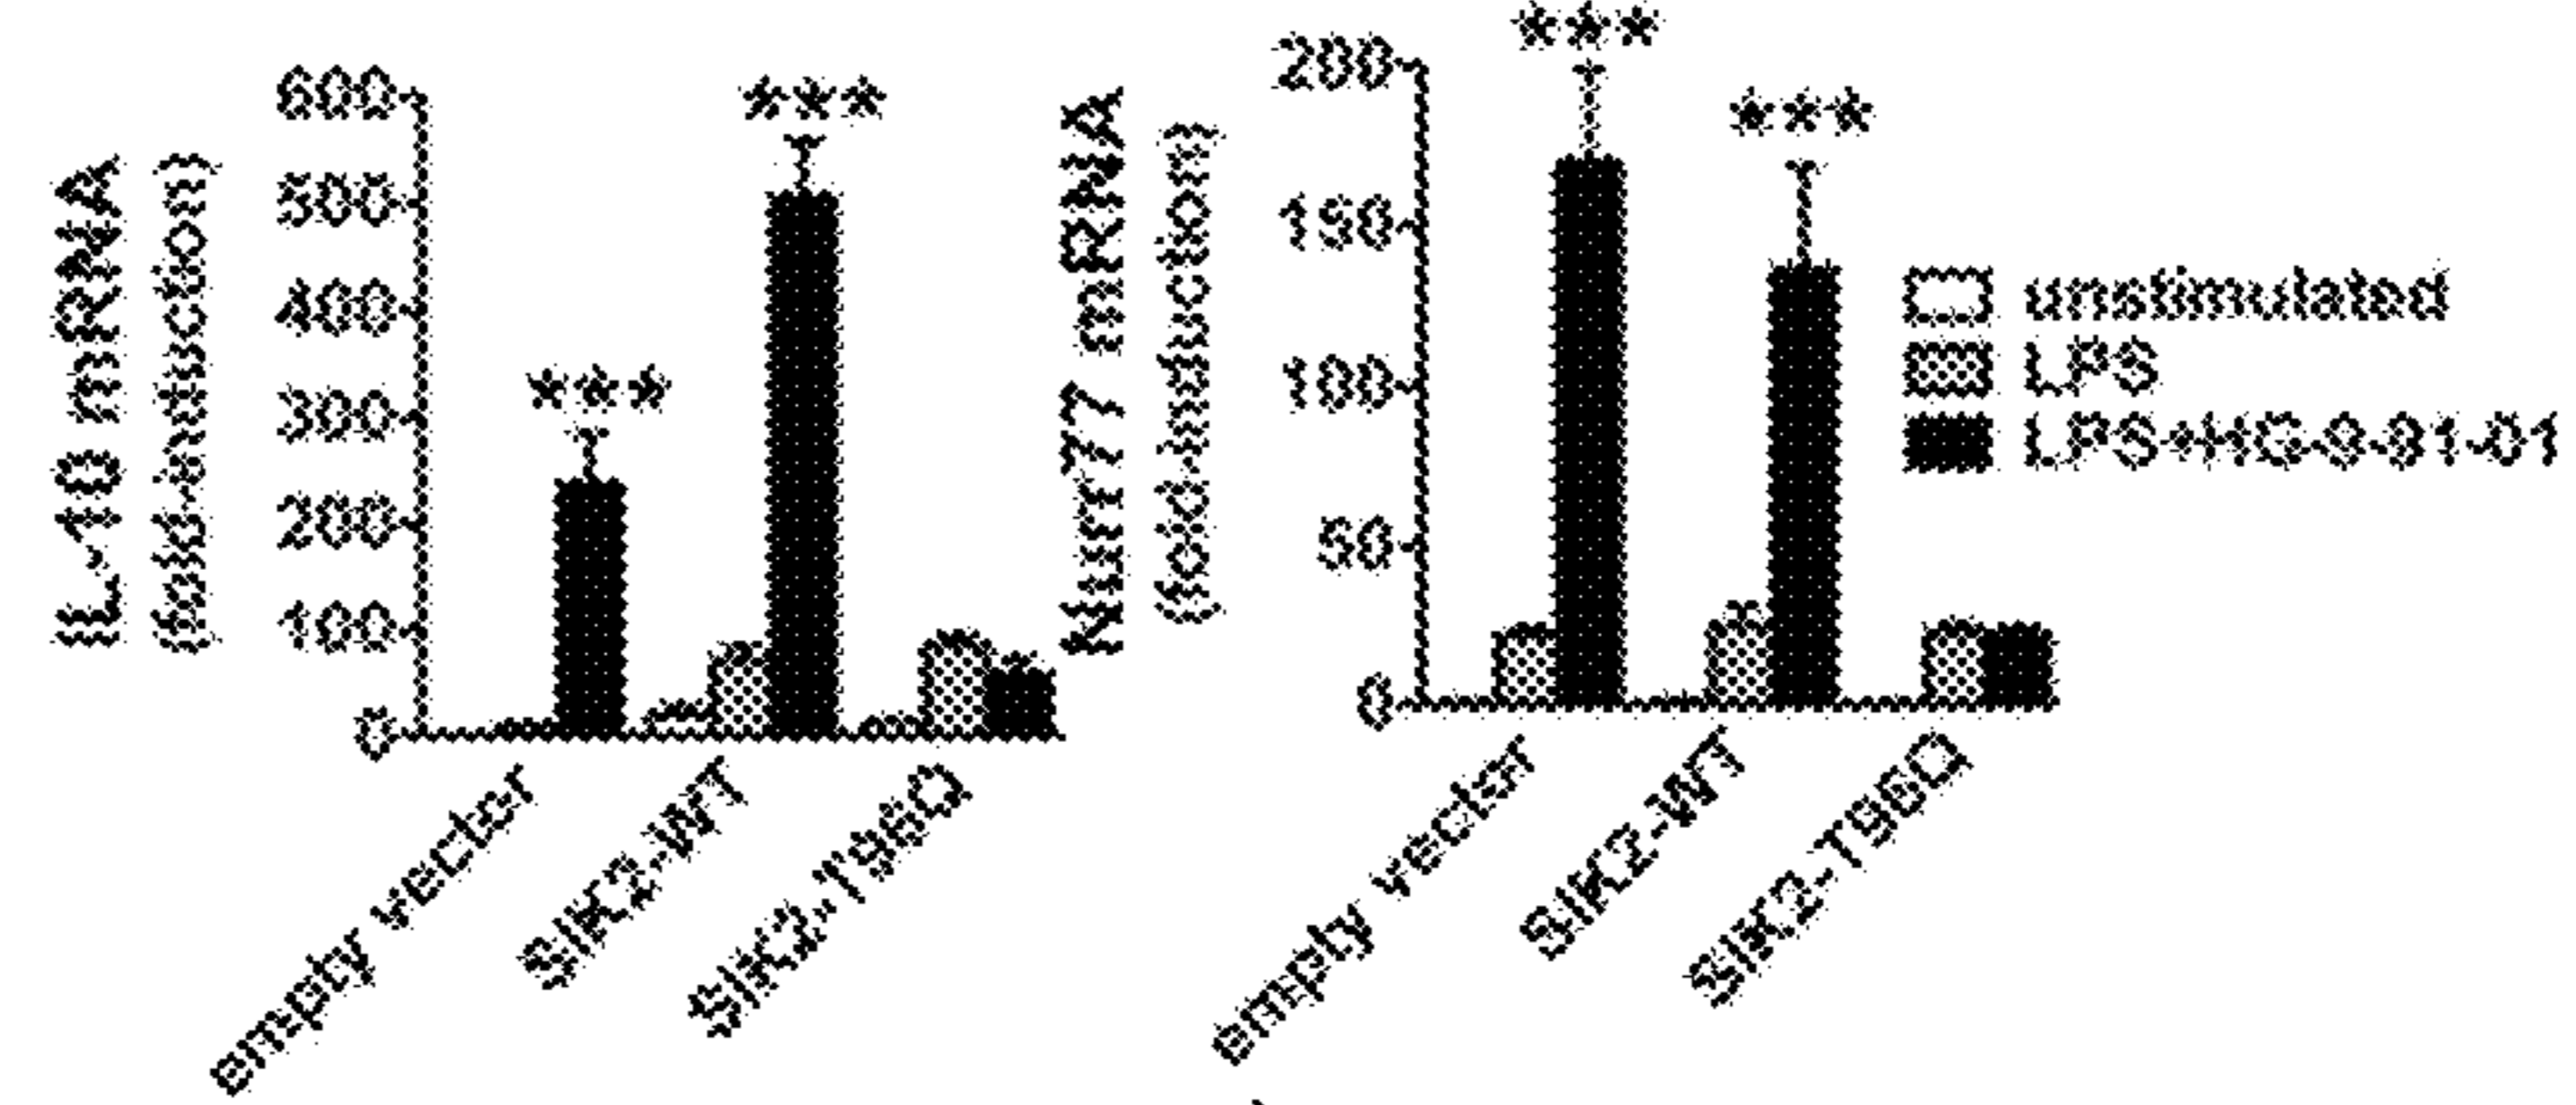 IL-10 mRNA
(fold-induction)
600
500
400
300
200
100
0
***
***
empty vector
SIK2-WT
SIK2-T96Q
Nur77 mRNA
(fold-induction)
200
150
100
50
0
***
***
empty vector
SIK2-WT
SIK2-T96Q
unstimulated
LPS
LPS+HG-9-91-01